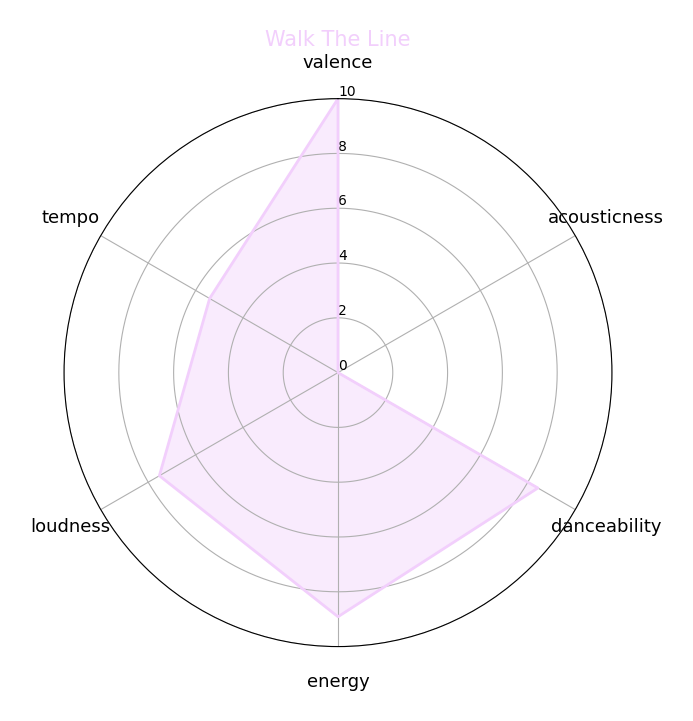 Walk The Line
valence
10
8
6
4
2
0
tempo
acousticness
loudness
danceability
energy